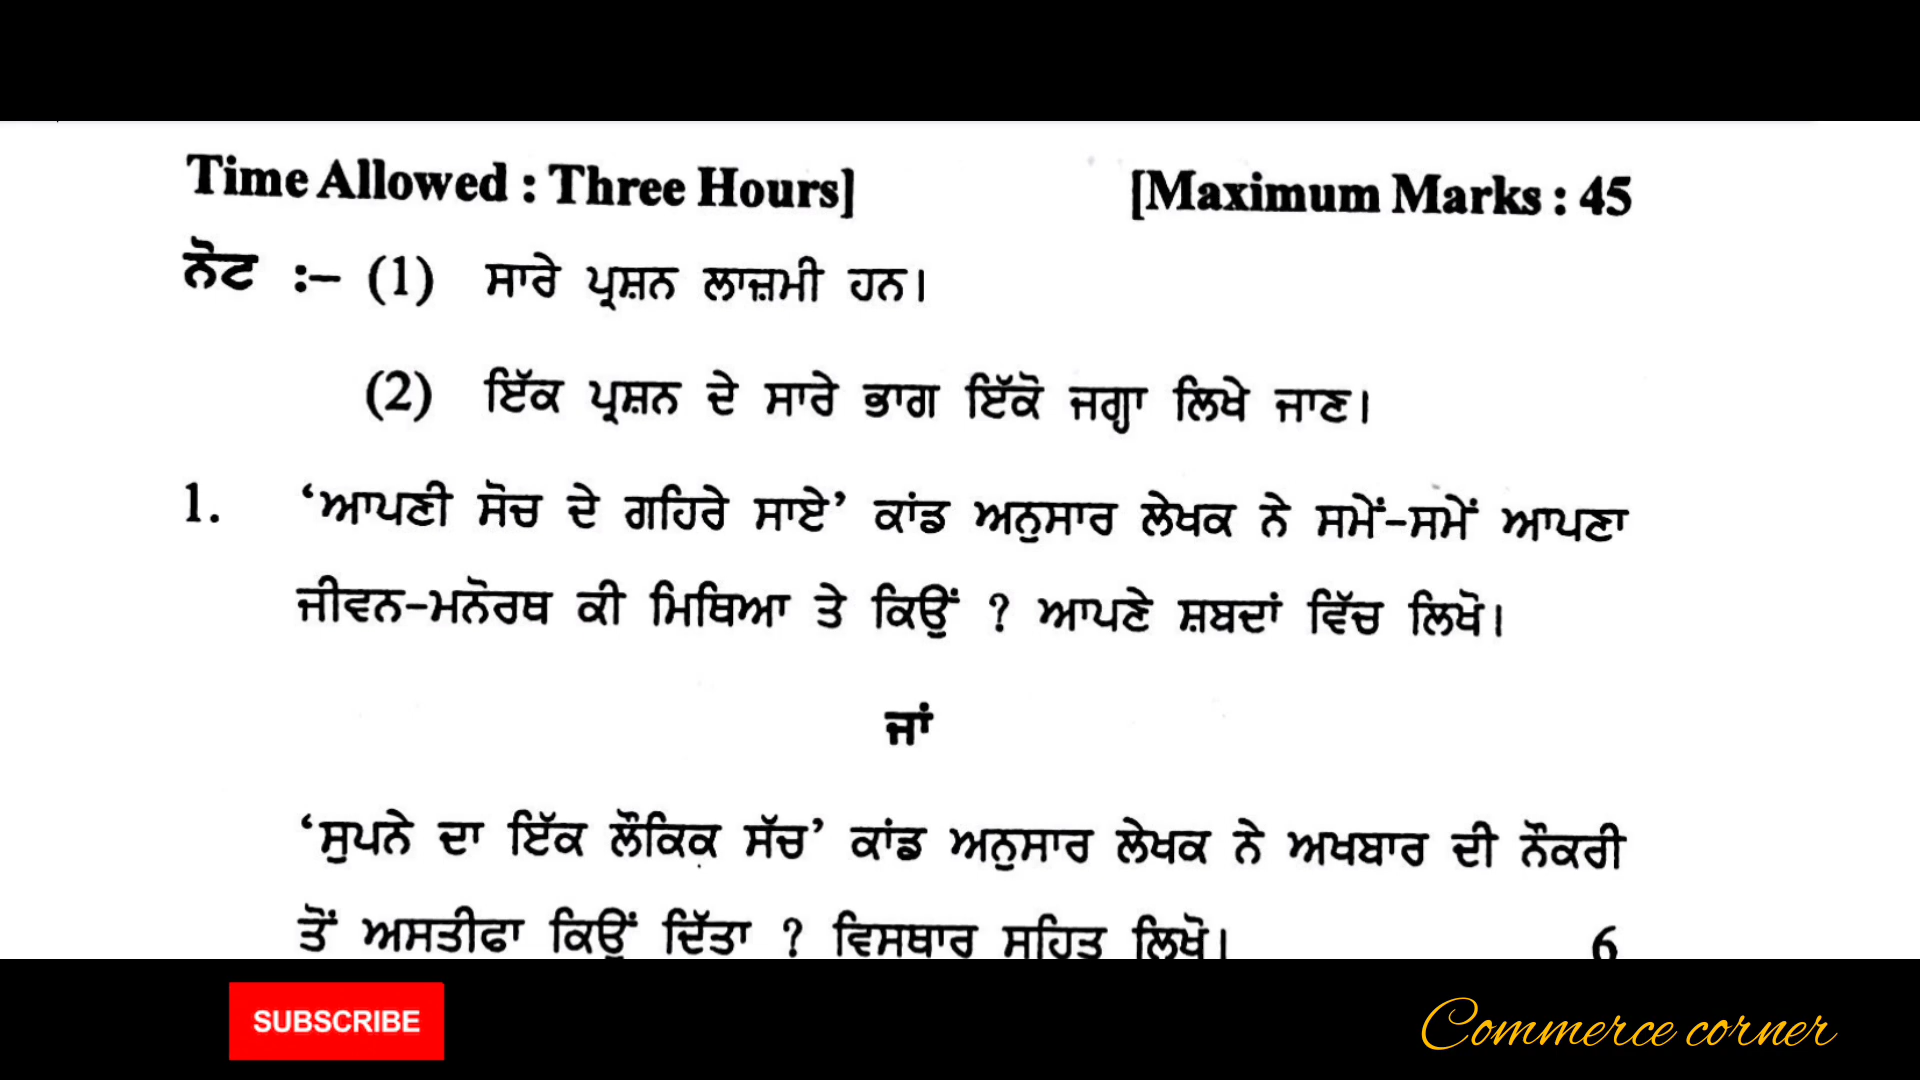 Time Allowed : Three Hours] [Maximum Marks : 45
ਨੋਟ :– (1) ਸਾਰੇ ਪ੍ਰਸ਼ਨ ਲਾਜ਼ਮੀ ਹਨ।
(2) ਇੱਕ ਪ੍ਰਸ਼ਨ ਦੇ ਸਾਰੇ ਭਾਗ ਇੱਕੋ ਜਗ੍ਹਾ ਲਿਖੇ ਜਾਣ।
1. ‘ਆਪਣੀ ਸੋਚ ਦੇ ਗਹਿਰੇ ਸਾਏ’ ਕਾਂਡ ਅਨੁਸਾਰ ਲੇਖਕ ਨੇ ਸਮੇਂ-ਸਮੇਂ ਆਪਣਾ
ਜੀਵਨ-ਮਨੋਰਥ ਕੀ ਮਿਥਿਆ ਤੇ ਕਿਉਂ ? ਆਪਣੇ ਸ਼ਬਦਾਂ ਵਿੱਚ ਲਿਖੋ।
ਜਾਂ
‘ਸੁਪਨੇ ਦਾ ਇੱਕ ਲੌਕਿਕ ਸੱਚ’ ਕਾਂਡ ਅਨੁਸਾਰ ਲੇਖਕ ਨੇ ਅਖਬਾਰ ਦੀ ਨੌਕਰੀ
ਤੋਂ ਅਸਤੀਫਾ ਕਿਉਂ ਦਿੱਤਾ ? ਵਿਸਥਾਰ ਸਹਿਤ ਲਿਖੋ। 6
SUBSCRIBE
Commerce corner